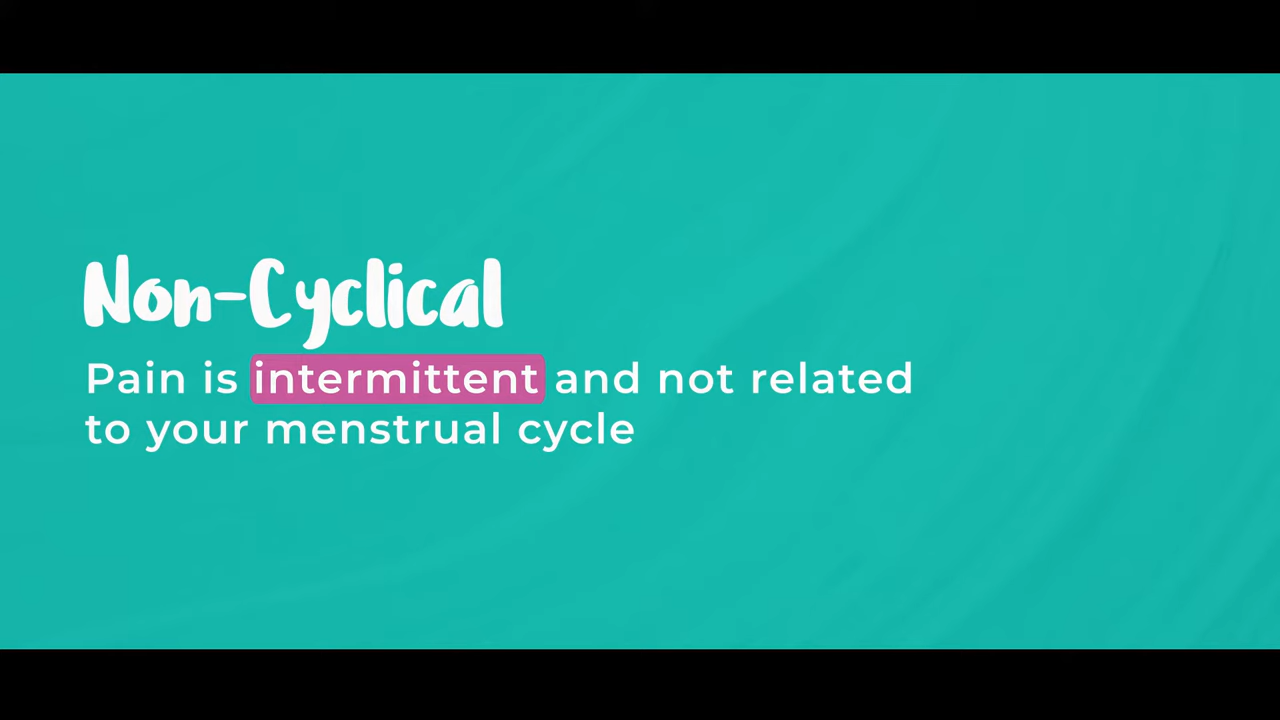 Non-Cyclical
Pain is intermittent and not related
to your menstrual cycle